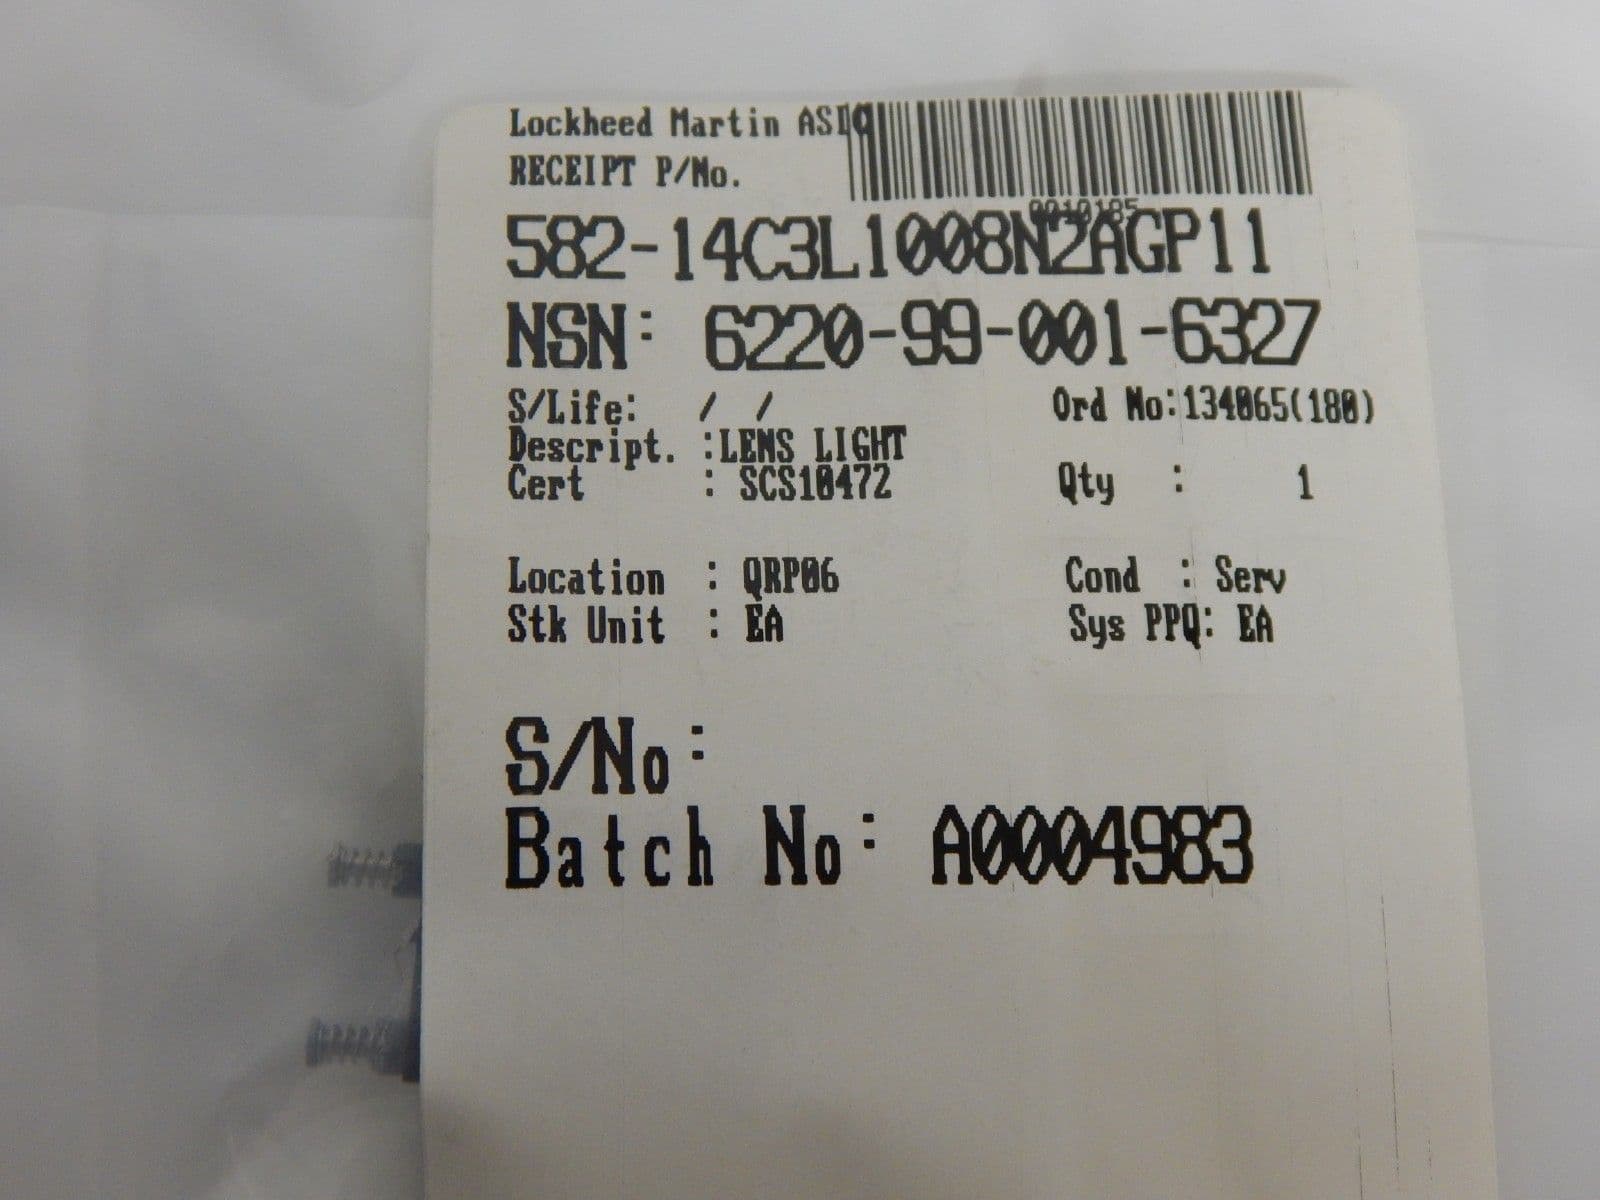 Lockheed Martin ASIC
RECEIPT P/No.
0010185
582-14C3L1008N2AGP11
NSN: 6220-99-001-6327
S/Life: / / Ord No:134065(180)
Descript. :LENS LIGHT
Cert : SCS10472 Qty : 1
Location : QRP06 Cond : Serv
Stk Unit : EA Sys PPQ: EA
S/No:
Batch No: A0004983